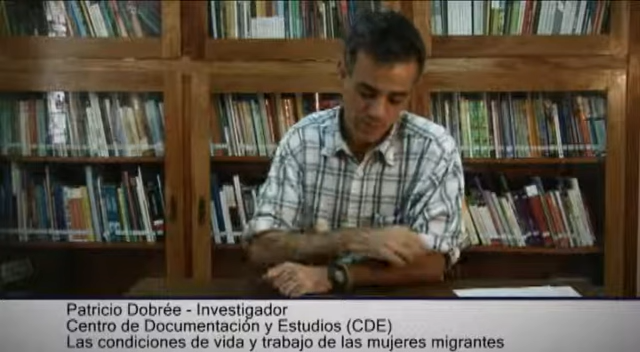 Patricio Dobrée - Investigador
Centro de Documentación y Estudios (CDE)
Las condiciones de vida y trabajo de las mujeres migrantes